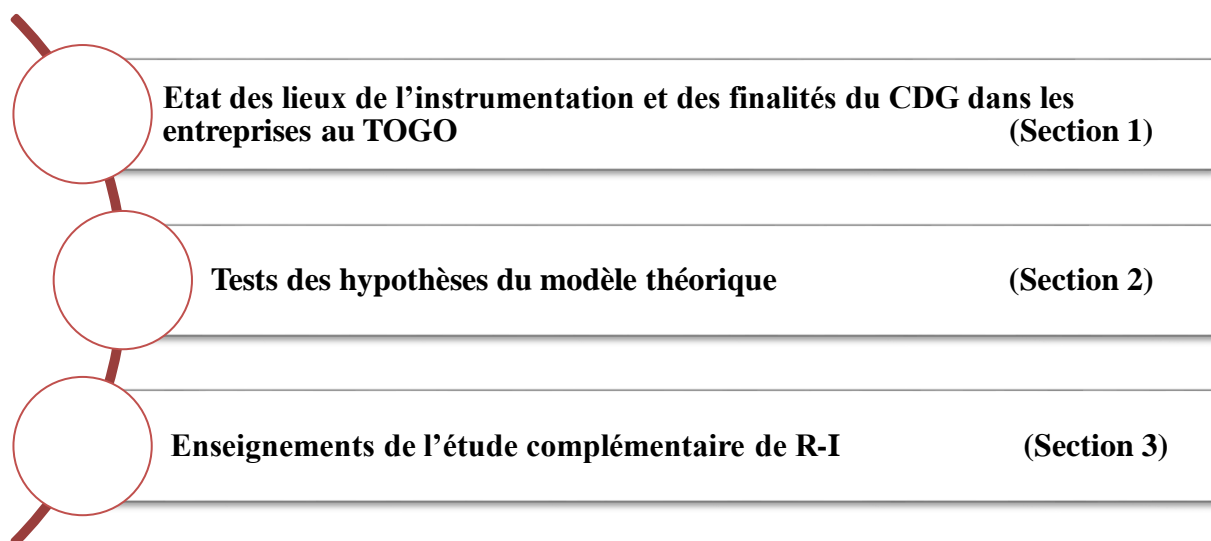 Etat des lieux de l’instrumentation et des finalités du CDG dans les
entreprises au TOGO (Section 1)
Tests des hypothèses du modèle théorique (Section 2)
Enseignements de l’étude complémentaire de R-I (Section 3)